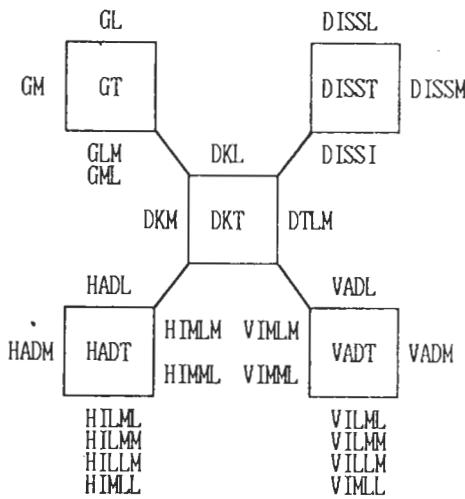 GL DISSL
GM GT DISST DISSM
GLM DKL DISSI
GML
DKM DKT DTLM
HADL VADL
HIMLM VIMLM
HADM HADT VADT VADM
HIMML VIMML
HILML VILML
HILMM VILMM
HILLM VILLM
HIMLL VIMLL